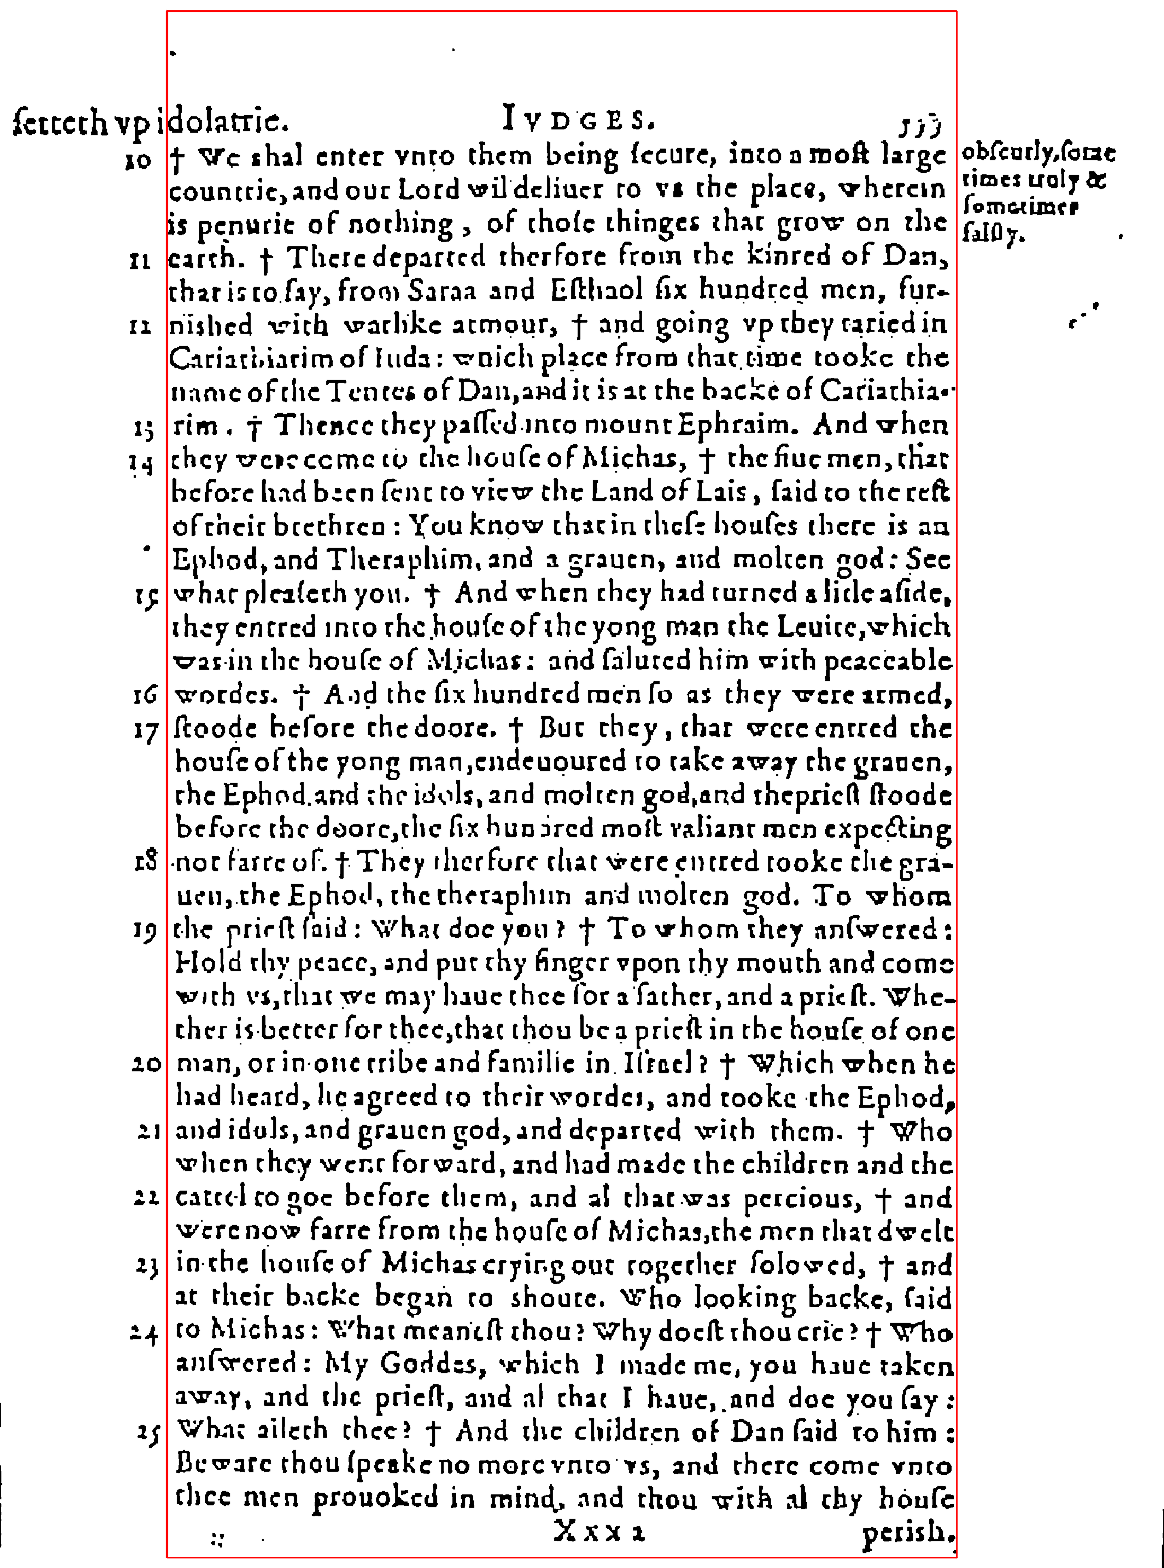 ſetteth vp idolatrie. IVDGES. 533
10 † We shal enter vnto them being ſecure, into a moſt large
countrie, and our Lord wil deliuer to vs the place, wherein
is penurie of nothing, of thoſe thinges that grow on the
11 earth. † There departed therfore from the kinred of Dan,
that is to ſay, from Saraa and Eſthaol ſix hundred men, fur-
12 nished with warlike armour, † and going vp they taried in
Cariathiarim of Iuda: which place from that time tooke the
name of the Tentes of Dan, and it is at the backe of Cariathia-
13 rim. † Thence they paſſed into mount Ephraim. And when
14 they were come to the houſe of Michas, † the fiue men, that
before had been ſent to view the Land of Lais, ſaid to the reſt
of their brethren: You know that in theſe houſes there is an
Ephod, and Theraphim, and a grauen, and molten god: See
15 what pleaſeth you. † And when they had turned a litle aſide,
they entred into the houſe of the yong man the Leuite, which
was in the houſe of Michas: and ſaluted him with peaceable
16 wordes. † And the ſix hundred men ſo as they were armed,
17 ſtoode before the doore. † But they, that were entred the
houſe of the yong man, endeuoured to take away the grauen,
the Ephod, and the idols, and molten god, and the prieſt ſtoode
before the doore, the ſix hundred moſt valiant men expecting
18 not farre of. † They therfore that were entred tooke the gra-
uen, the Ephod, the theraphim and molten god. To whom
19 the prieſt ſaid: What doe you? † To whom they anſwered:
Hold thy peace, and put thy finger vpon thy mouth and come
with vs, that we may haue thee for a father, and a prieſt. Whe-
ther is better for thee, that thou be a prieſt in the houſe of one
20 man, or in one tribe and familie in Iſrael? † Which when he
had heard, he agreed to their wordes, and tooke the Ephod,
21 and idols, and grauen god, and departed with them. † Who
when they went forward, and had made the children and the
22 cattel to goe before them, and al that was percious, † and
were now farre from the houſe of Michas, the men that dwelt
23 in the houſe of Michas crying out together folowed, † and
at their backe began to shoute. Who looking backe, ſaid
24 to Michas: What meaneſt thou? Why doeſt thou crie? † Who
anſwered: My Goddes, which I made me, you haue taken
away, and the prieſt, and al that I haue, and doe you ſay:
25 What aileth thee? † And the children of Dan ſaid to him:
Beware thou ſpeake no more vnto vs, and there come vnto
thee men prouoked in mind, and thou with al thy houſe
Xxx 2 perish.
obſcurly, ſome
times truly &
ſometimes
falſly.